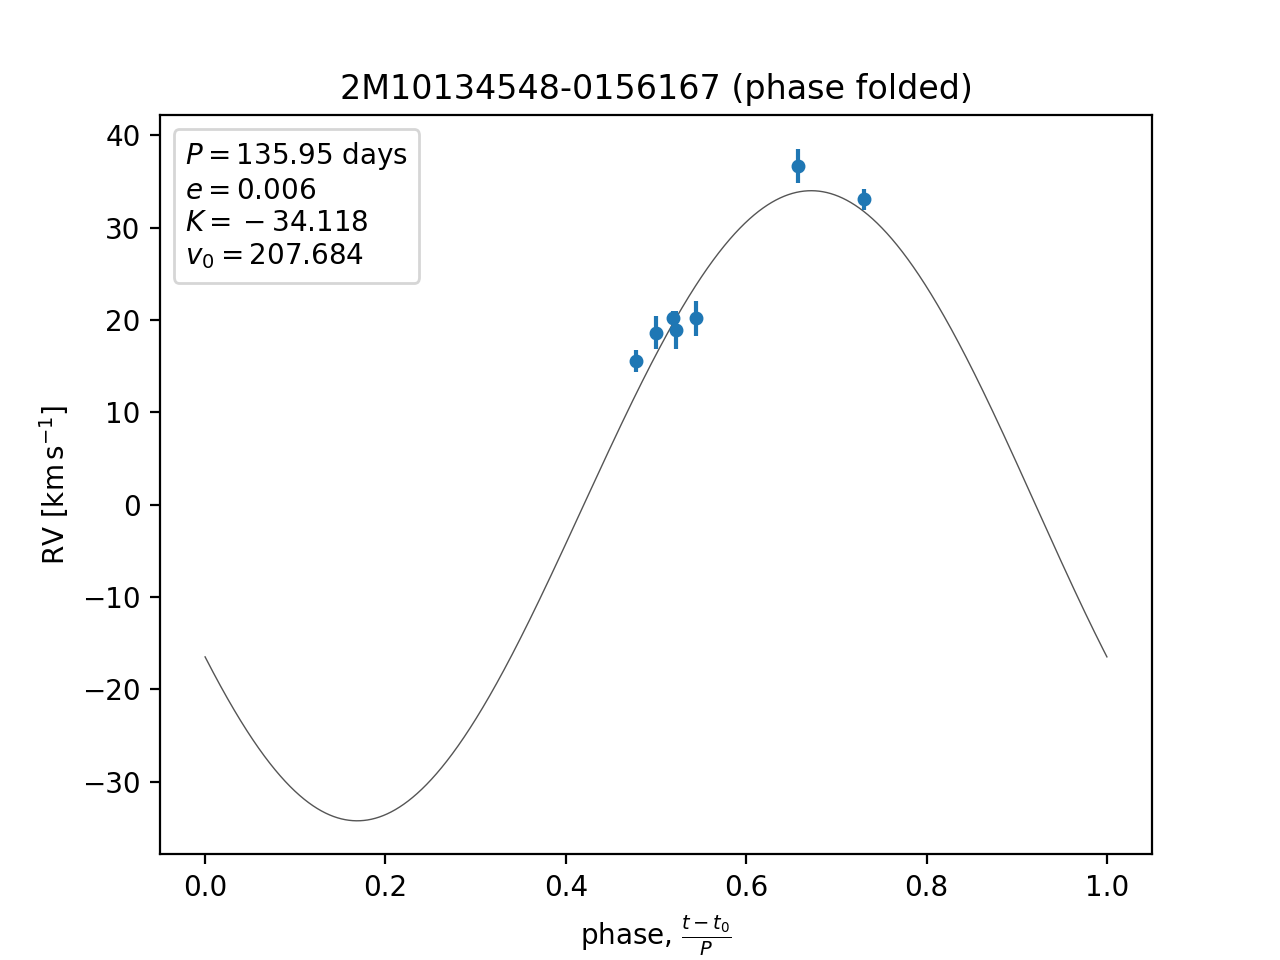 2M10134548-0156167 (phase folded)
P = 135.95 days
e = 0.006
K = −34.118
v₀ = 207.684
40
30
20
10
0
−10
−20
−30
RV [km s⁻¹]
0.0 0.2 0.4 0.6 0.8 1.0
phase, (t − t₀)/P